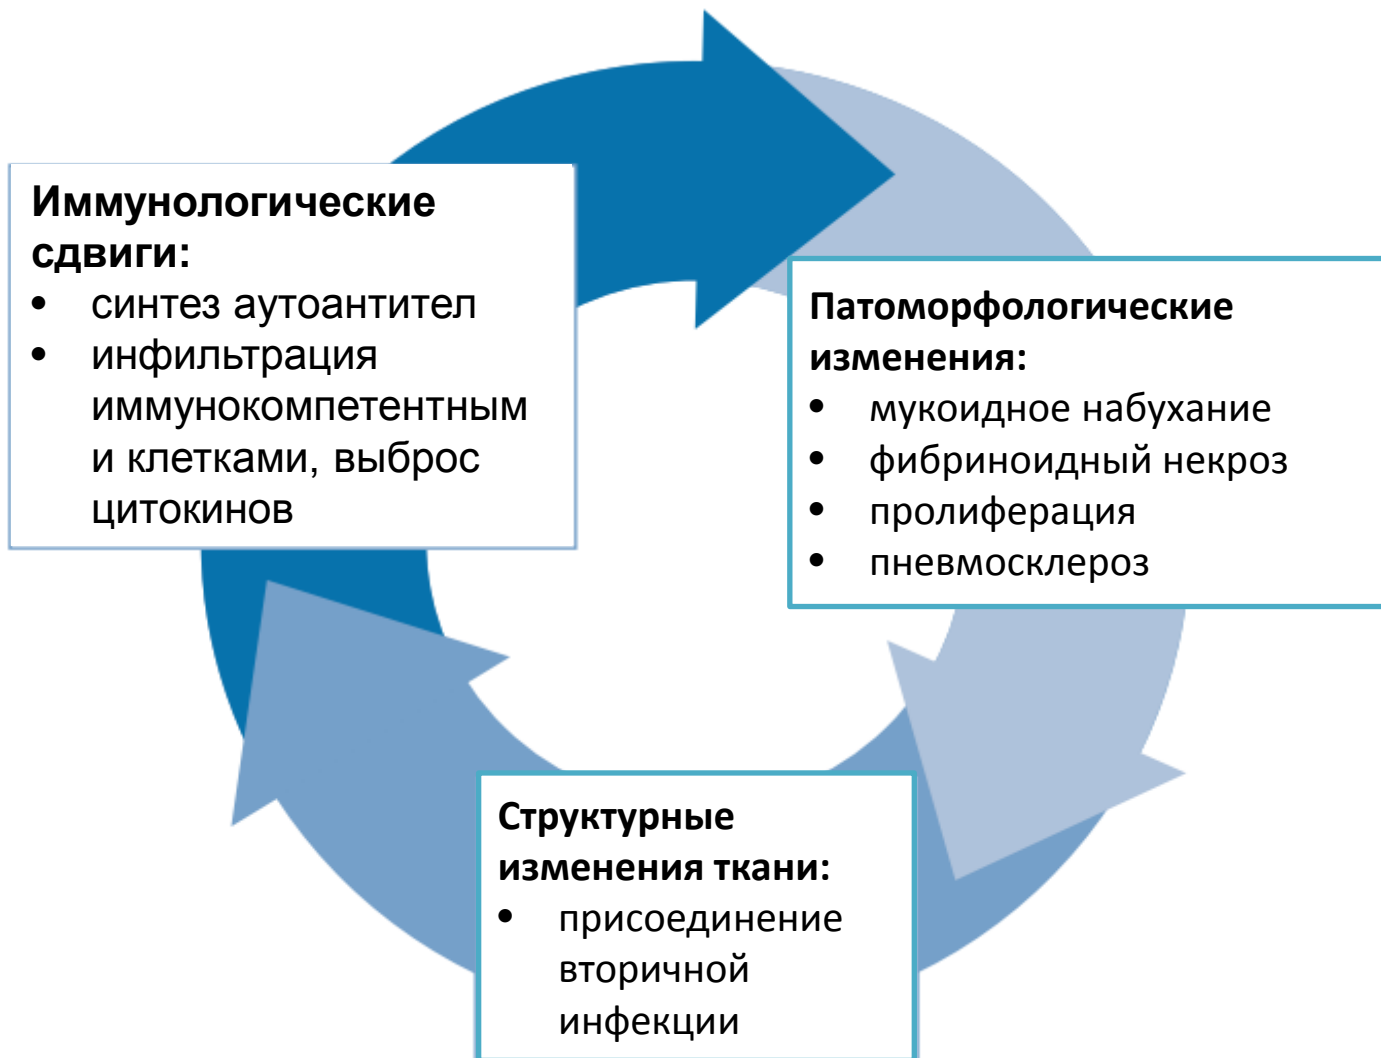 Иммунологические
сдвиги:
• синтез аутоантител
• инфильтрация
иммунокомпетентным
и клетками, выброс
цитокинов
Патоморфологические
изменения:
• мукоидное набухание
• фибриноидный некроз
• пролиферация
• пневмосклероз
Структурные
изменения ткани:
• присоединение
вторичной
инфекции